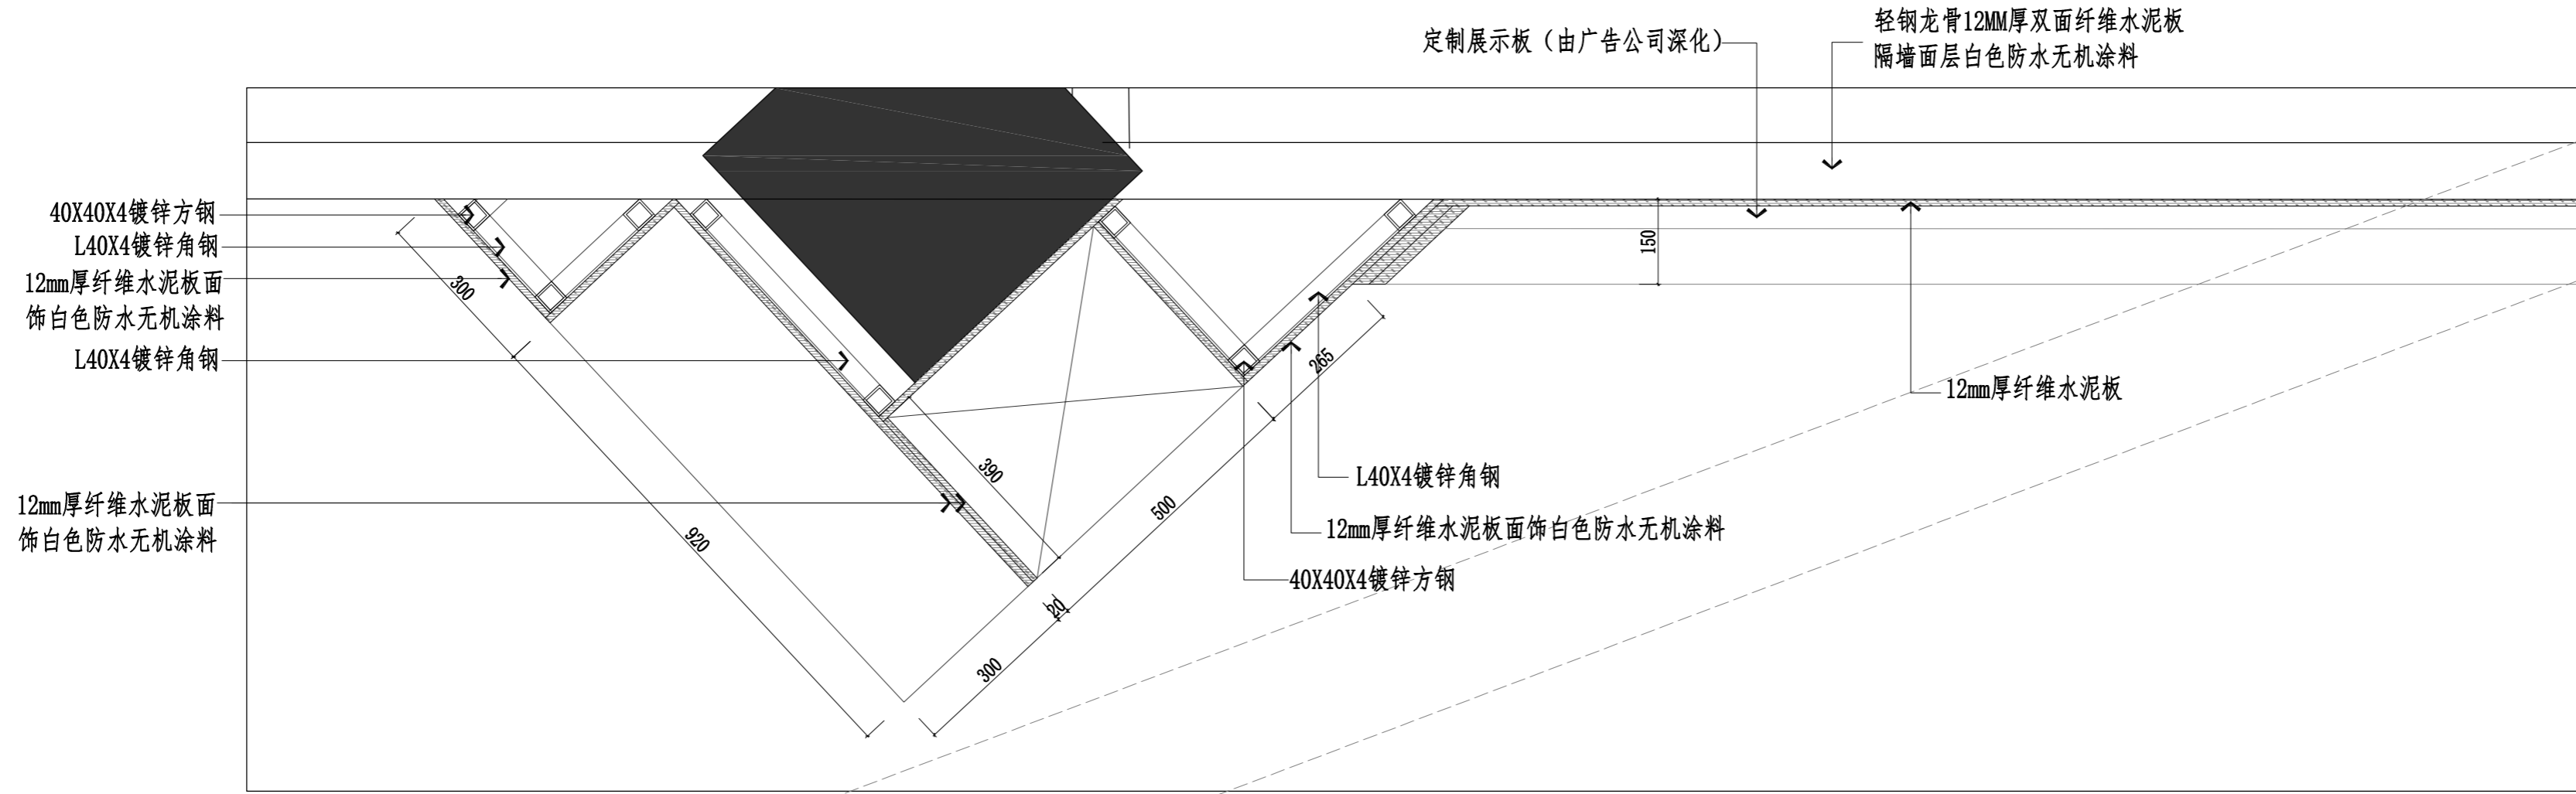 轻钢龙骨12MM厚双面纤维水泥板
隔墙面层白色防水无机涂料
定制展示板（由广告公司深化）
40X40X4镀锌方钢
L40X4镀锌角钢
12mm厚纤维水泥板面
饰白色防水无机涂料
L40X4镀锌角钢
12mm厚纤维水泥板面
饰白色防水无机涂料
300
920
390
20
300
500
265
150
12mm厚纤维水泥板
L40X4镀锌角钢
12mm厚纤维水泥板面饰白色防水无机涂料
40X40X4镀锌方钢